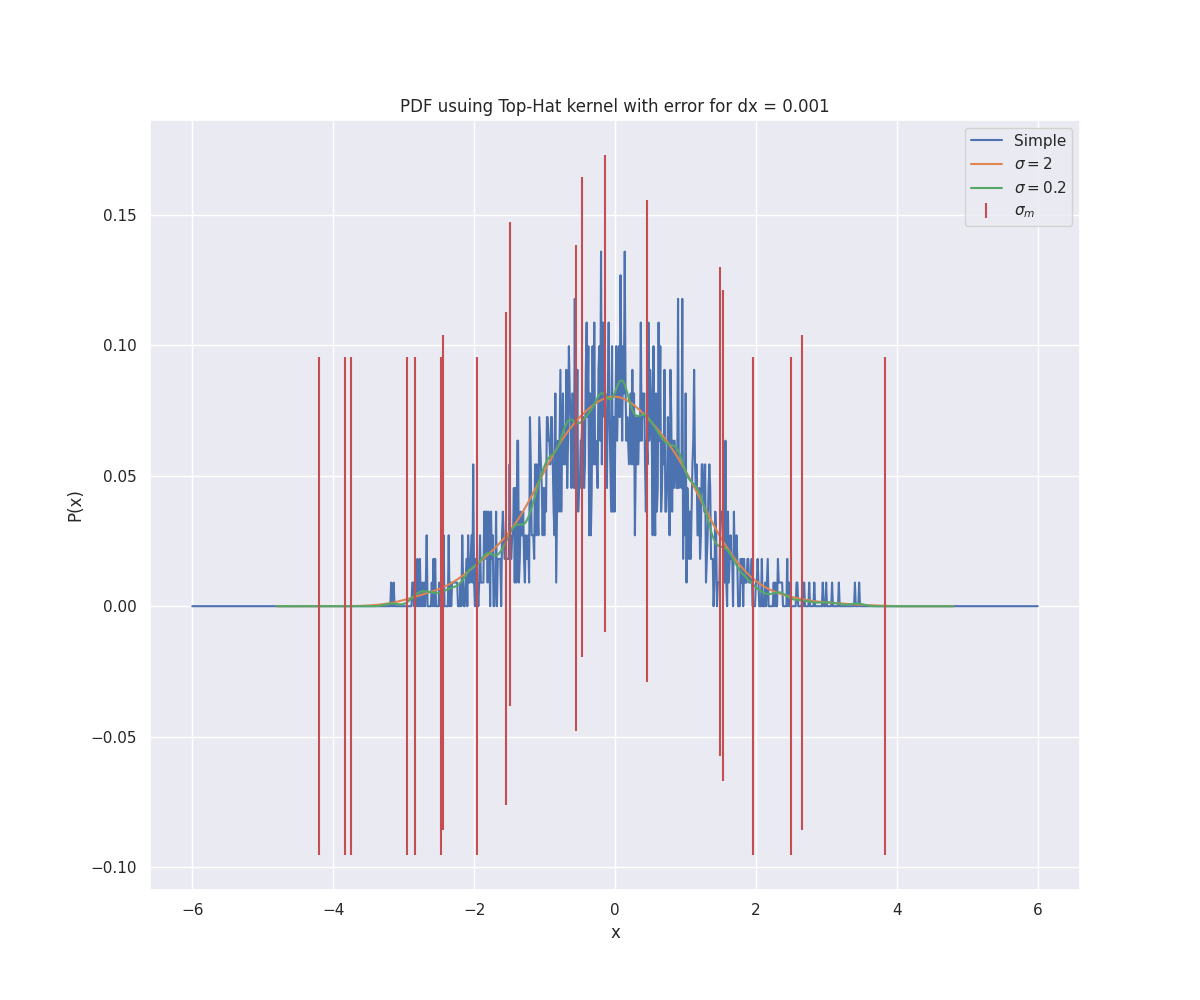 PDF usuing Top-Hat kernel with error for dx = 0.001
Simple
σ = 2
σ = 0.2
σₘ
P(x)
0.15
0.10
0.05
0.00
−0.05
−0.10
−6 −4 −2 0 2 4 6
x